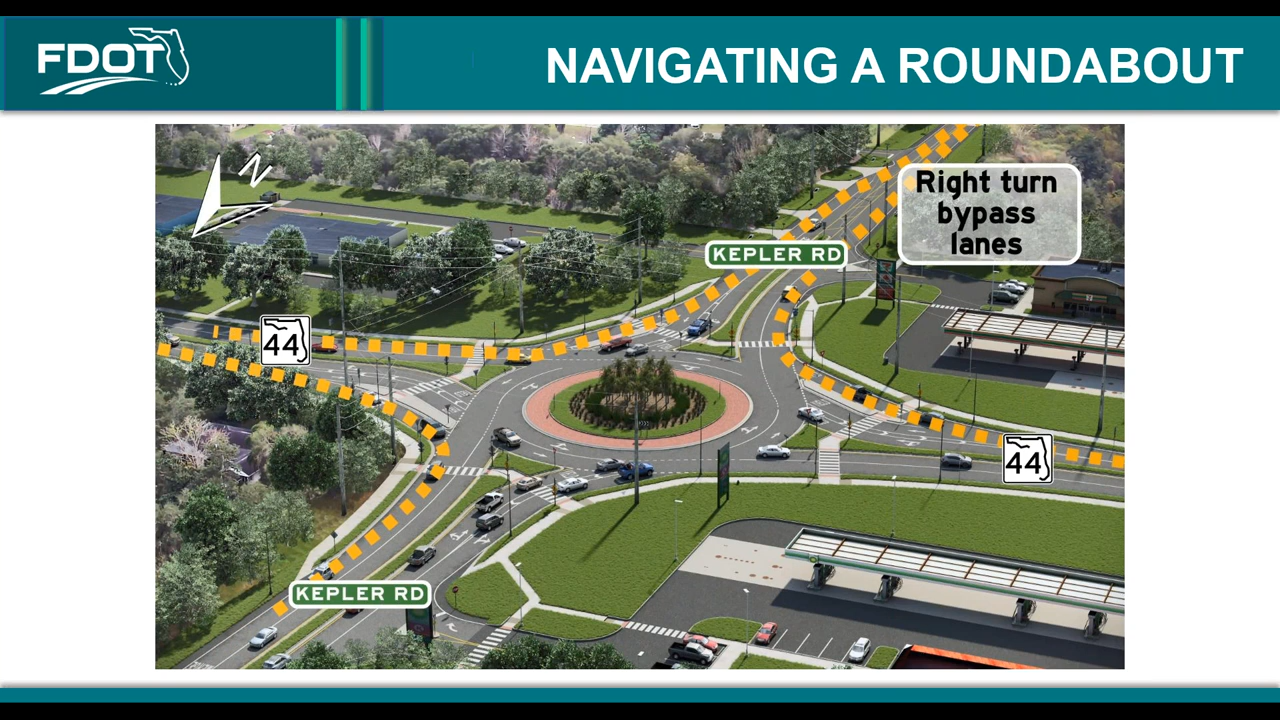 FDOT
NAVIGATING A ROUNDABOUT
N
Right turn
bypass
lanes
KEPLER RD
44
44
KEPLER RD